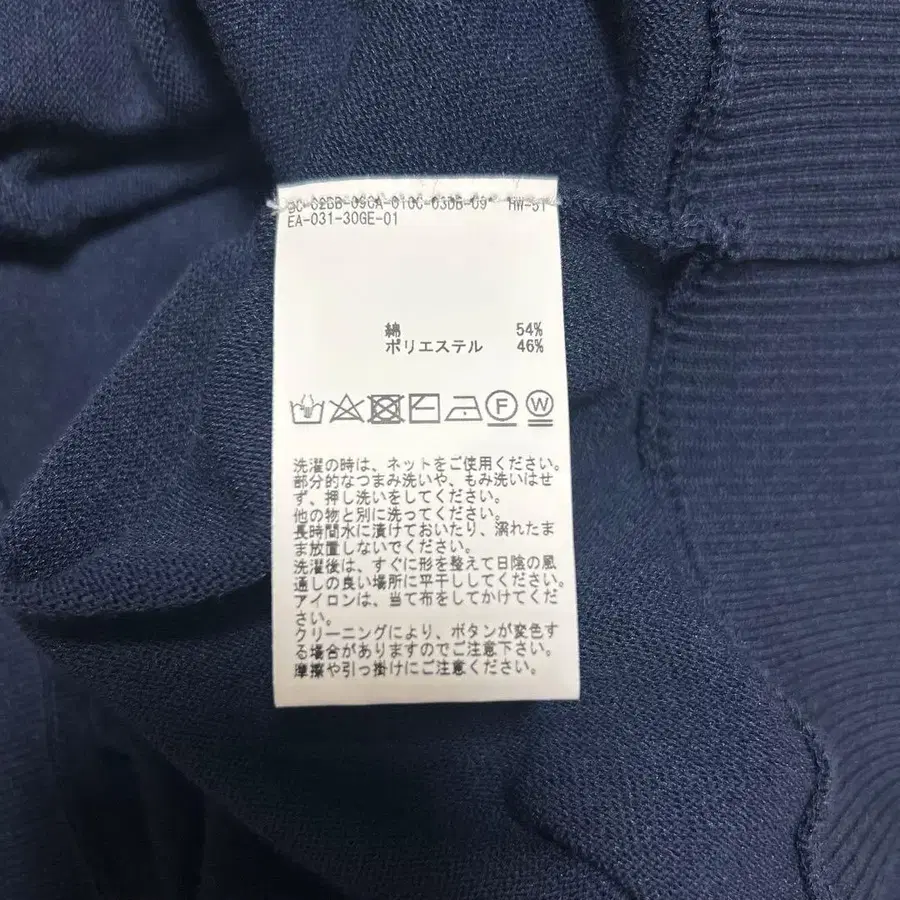 EA-031-30GE-01
綿 54%
ポリエステル 46%
F W
洗濯の時は、ネットをご使用ください。
部分的なつまみ洗いや、もみ洗いはせ
ず、押し洗いをしてください。
他の物と別に洗ってください。
長時間水に漬けておいたり、濡れたま
ま放置しないでください。
洗濯後は、すぐに形を整えて日陰の風
通しの良い場所に平干ししてください。
アイロンは、当て布をしてかけてくだ
さい。
クリーニングにより、ボタンが変色す
る場合がありますのでご注意下さい。
摩擦や引っ掛けにご注意ください。